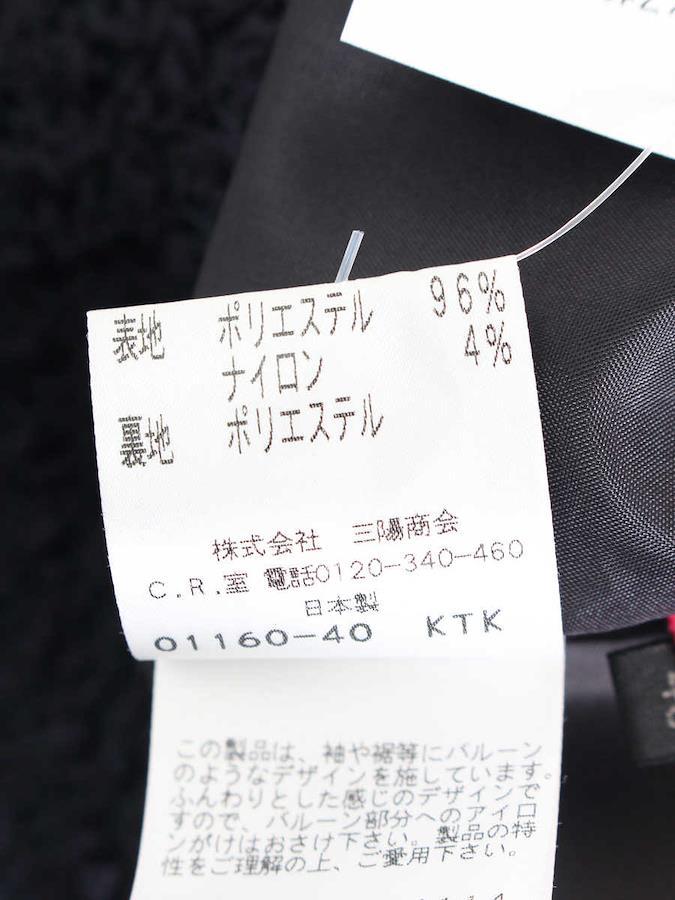 表地 ポリエステル 96%
ナイロン 4%
裏地 ポリエステル
株式会社 三陽商会
C.R.室 電話0120-340-460
日本製
01160-40 KTK
この製品は、袖や裾等にバルーン
のようなデザインを施しています。
ふんわりとした感じのデザインで
すので、バルーン部分へのアイロ
ンがけはおさけ下さい。製品の特
性をご理解の上、ご愛用下さい。